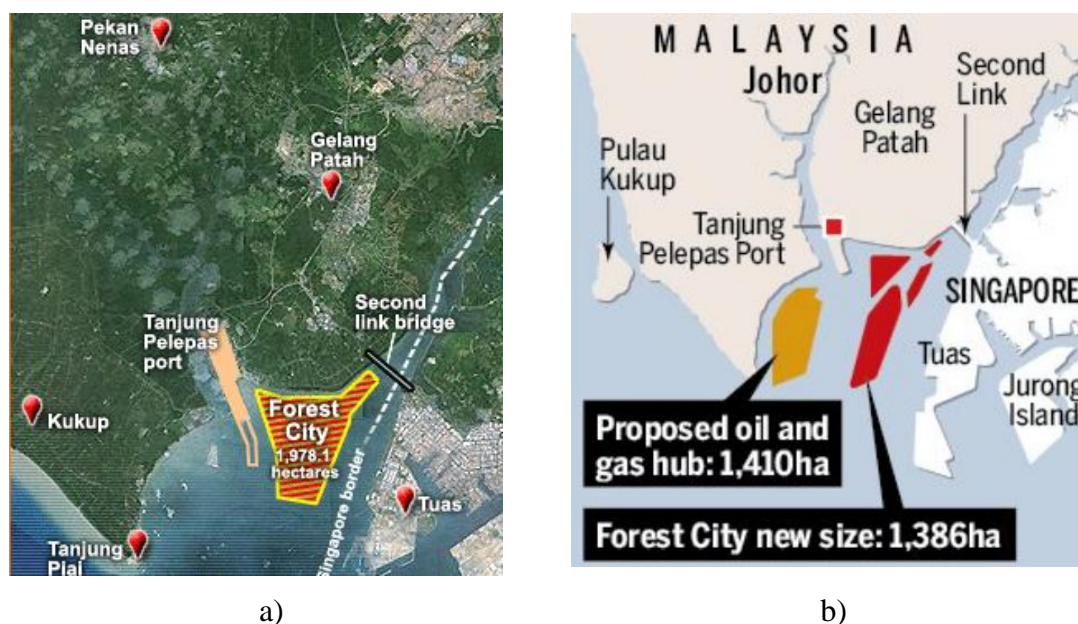 Pekan
Nenas
Gelang
Patah
Second
link bridge
Tanjung
Pelepas
port
Forest
City
1,978.1
hectares
Kukup
Singapore border
Tuas
Tanjung
Piai
a)
MALAYSIA
Johor
Second
Link
Gelang
Patah
Pulau
Kukup
Tanjung
Pelepas Port
SINGAPORE
Tuas
Jurong
Island
Proposed oil and
gas hub: 1,410ha
Forest City new size: 1,386ha
b)